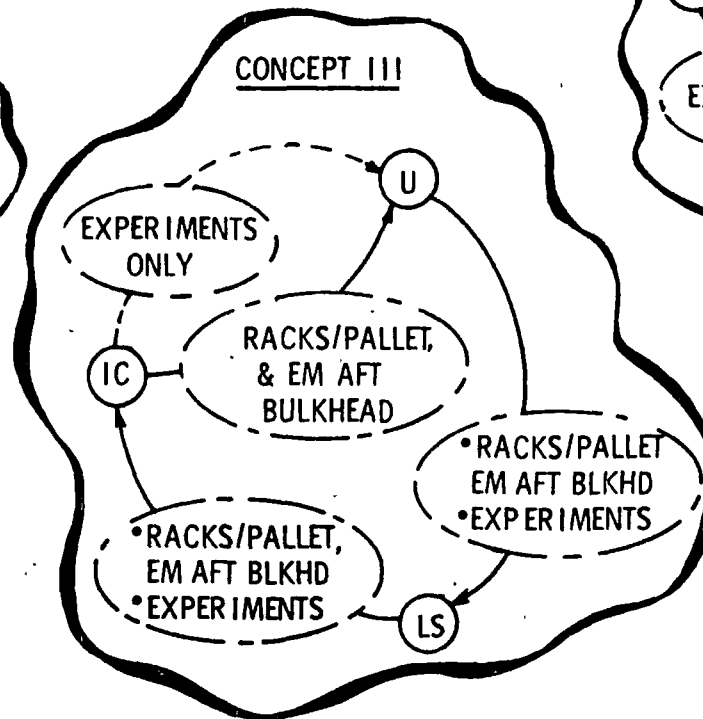 CONCEPT III
E
U
EXPERIMENTS
ONLY
RACKS/PALLET,
& EM AFT
BULKHEAD
IC
•RACKS/PALLET
EM AFT BLKHD
•EXPERIMENTS
•RACKS/PALLET,
EM AFT BLKHD
•EXPERIMENTS
LS